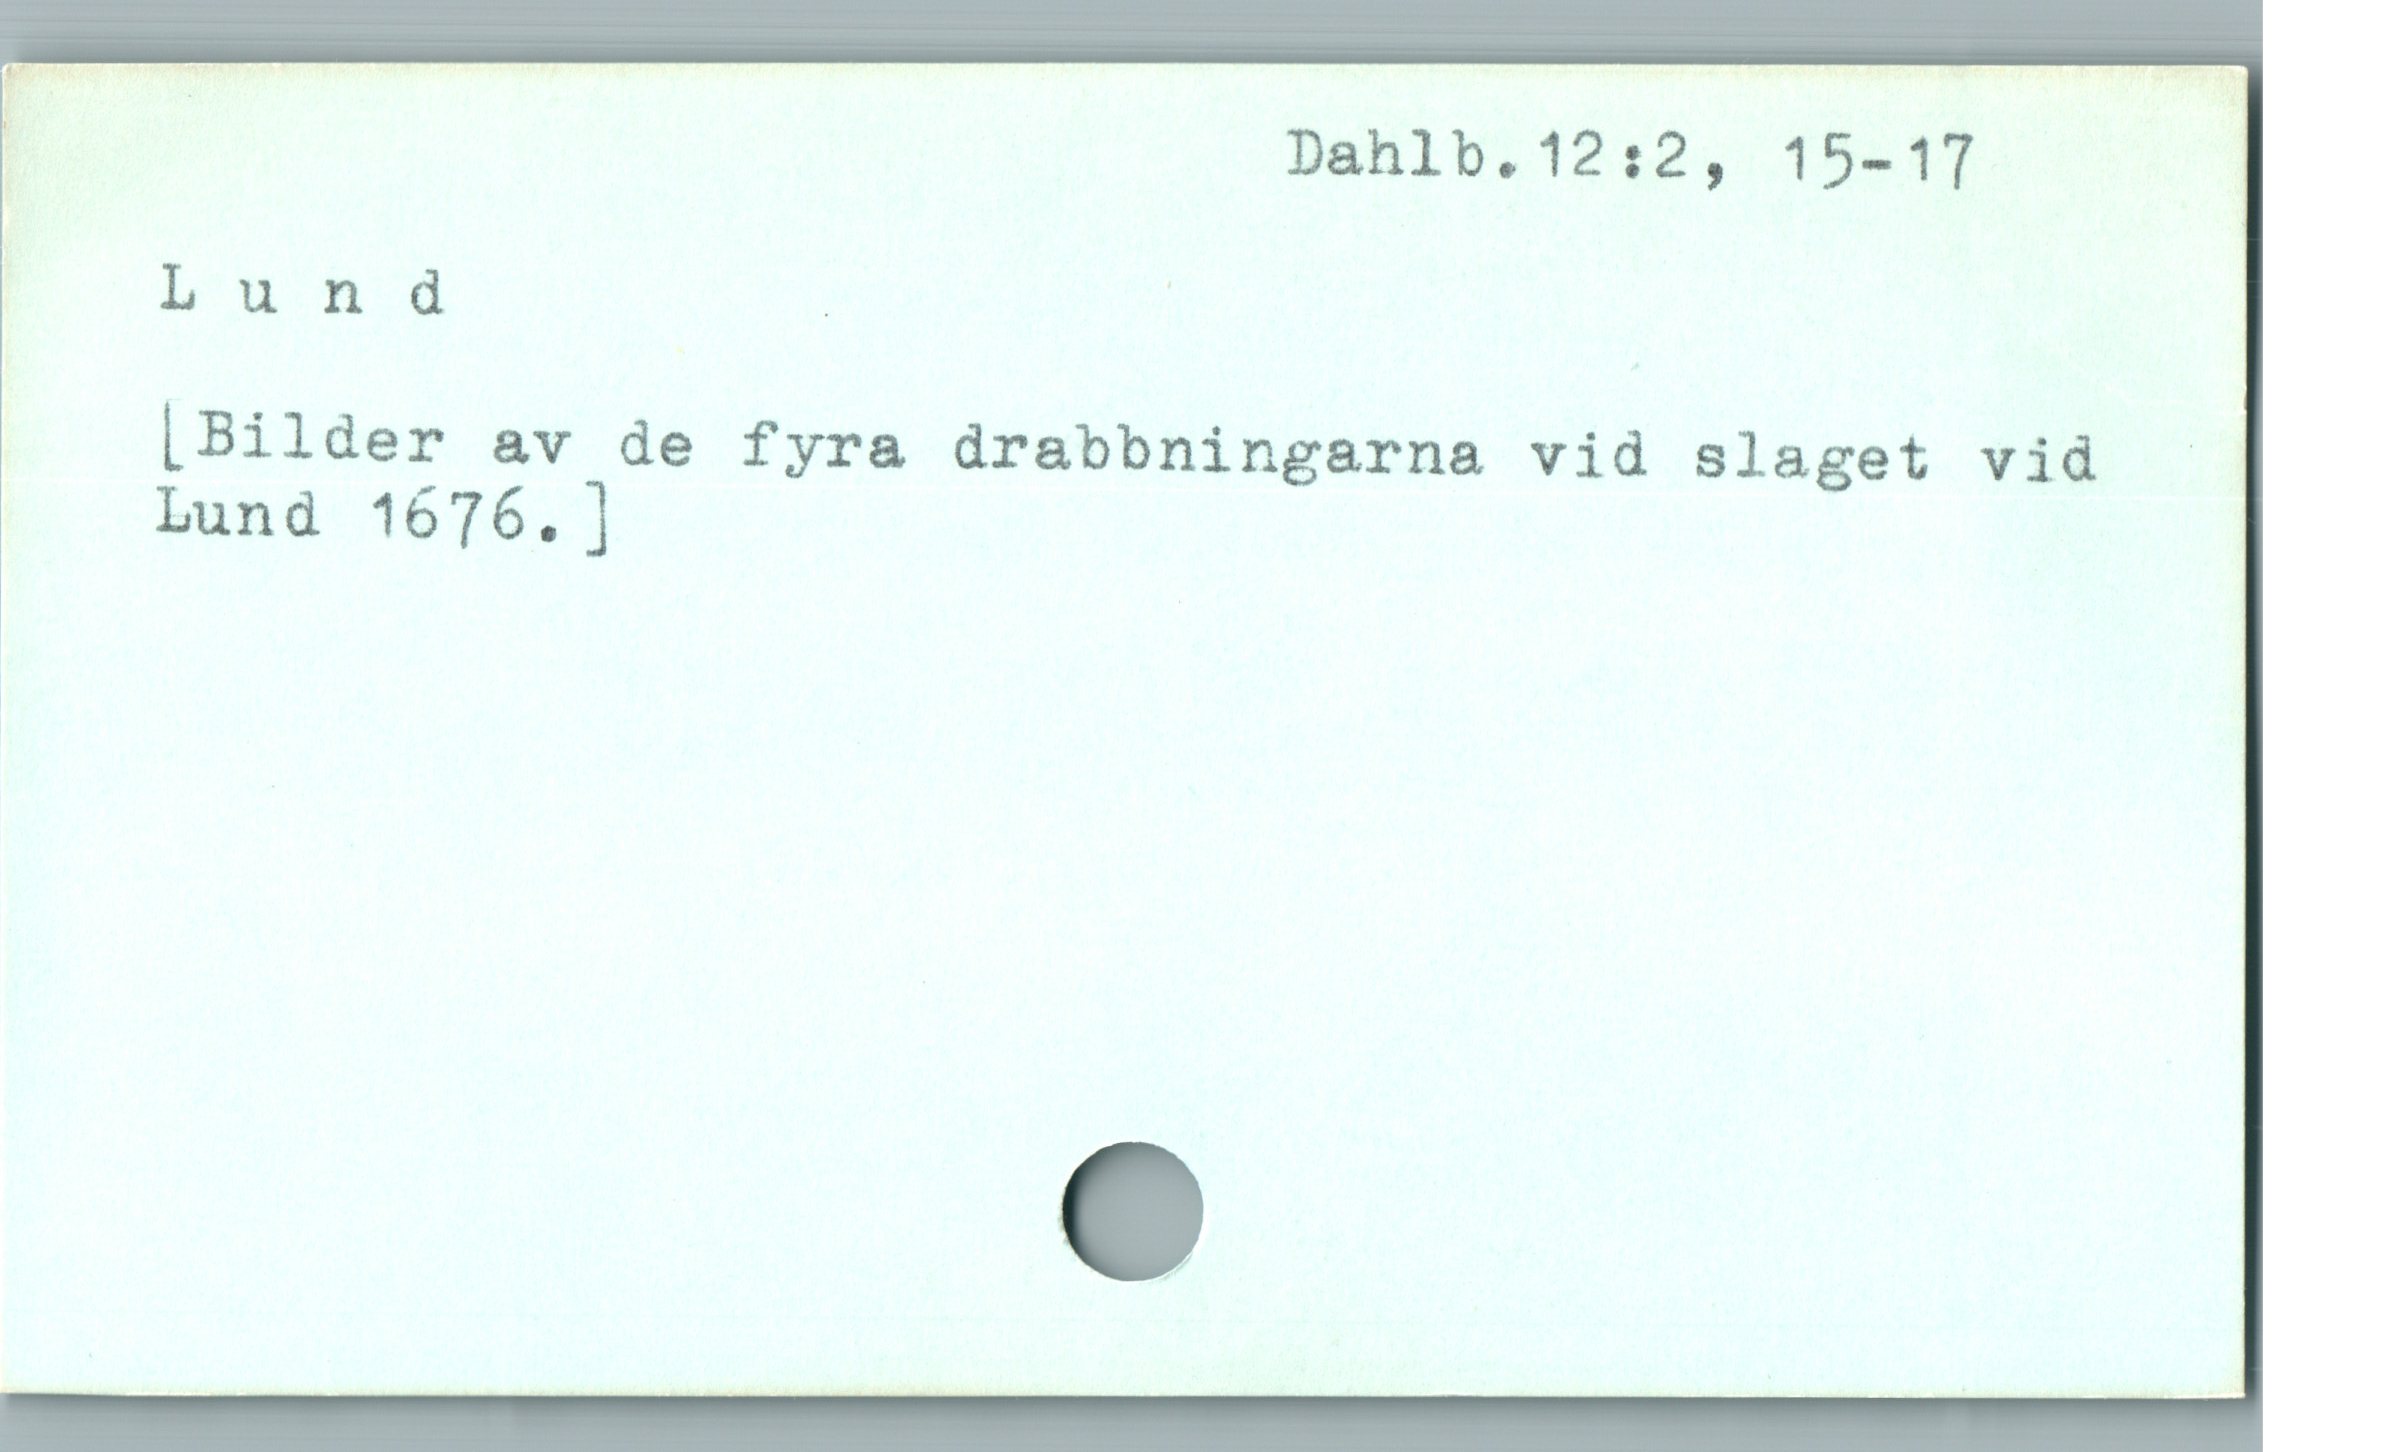 Dahlb.12:2, 15-17
L u n d
[Bilder av de fyra drabbningarna vid slaget vid
Lund 1676.]